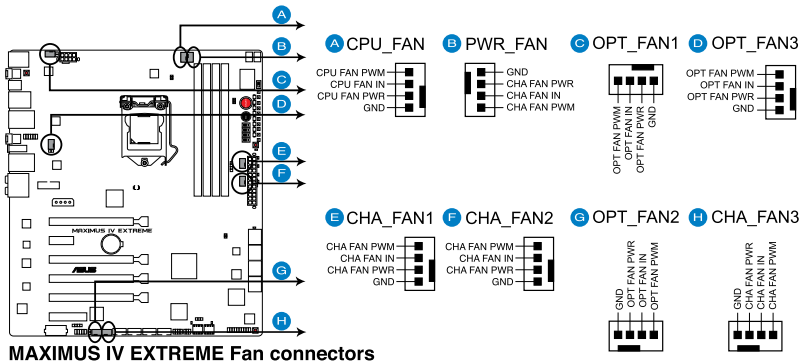 A
B
C
D
E
F
G
H
MAXIMUS IV EXTREME
ASUS
A CPU_FAN
CPU FAN PWM
CPU FAN IN
CPU FAN PWR
GND
B PWR_FAN
GND
CHA FAN PWR
CHA FAN IN
CHA FAN PWM
C OPT_FAN1
OPT FAN PWM
OPT FAN IN
OPT FAN PWR
GND
D OPT_FAN3
OPT FAN PWM
OPT FAN IN
OPT FAN PWR
GND
E CHA_FAN1
CHA FAN PWM
CHA FAN IN
CHA FAN PWR
GND
F CHA_FAN2
CHA FAN PWM
CHA FAN IN
CHA FAN PWR
GND
G OPT_FAN2
GND
OPT FAN PWR
OPT FAN IN
OPT FAN PWM
H CHA_FAN3
GND
CHA FAN PWR
CHA FAN IN
CHA FAN PWM
MAXIMUS IV EXTREME Fan connectors